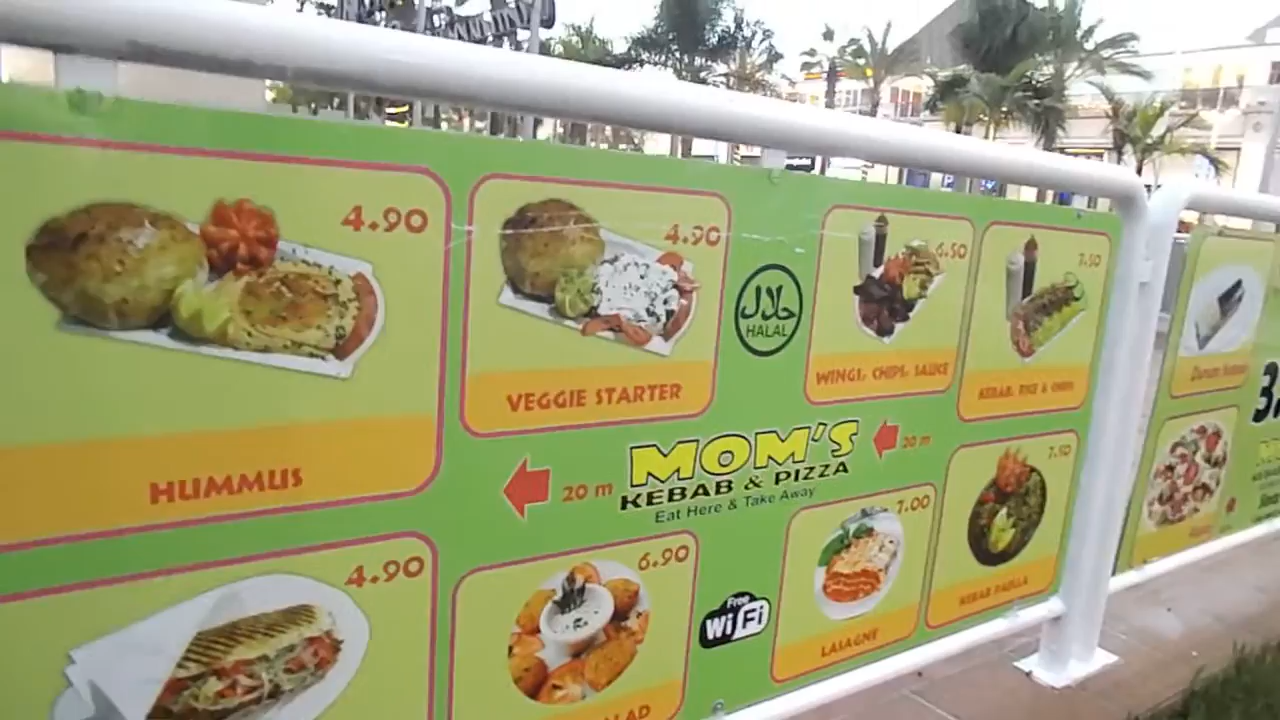 4.90
HUMMUS
4.90
VEGGIE STARTER
حلال
HALAL
6.50
WINGS, CHIPS, SAUCE
7.50
KEBAB, RICE & CHIPS
MOM'S
KEBAB & PIZZA
Eat Here & Take Away
20 m
20 m
4.90
6.90
Free
WiFi
7.00
LASAGNE
7.50
KEBAB PAELLA